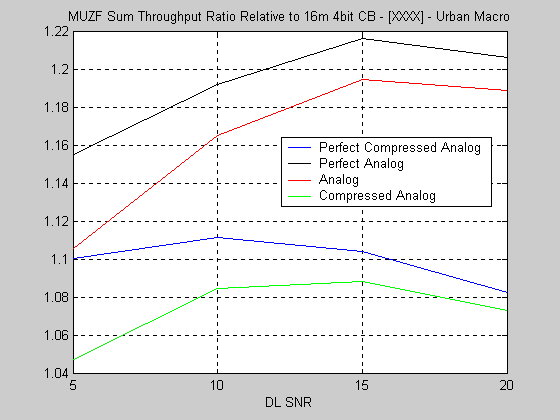 MUZF Sum Throughput Ratio Relative to 16m 4bit CB - [XXXX] - Urban Macro
1.22
1.2
1.18
1.16
1.14
1.12
1.1
1.08
1.06
1.04
Perfect Compressed Analog
Perfect Analog
Analog
Compressed Analog
5
10
15
20
DL SNR